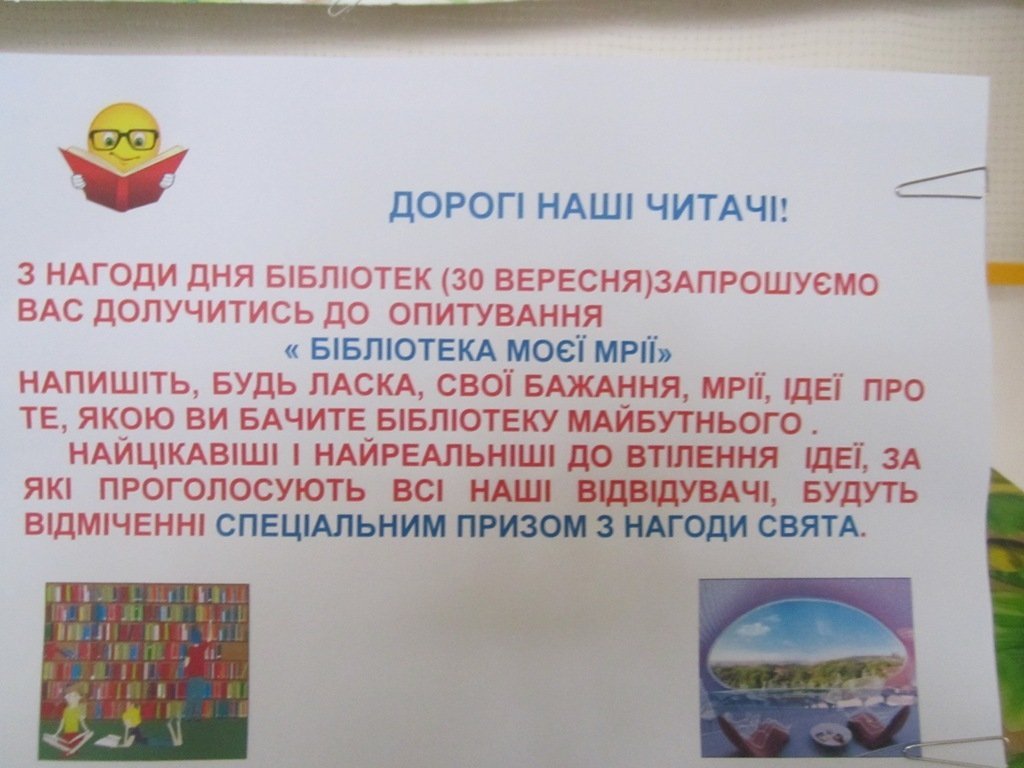 ДОРОГІ НАШІ ЧИТАЧІ!
З НАГОДИ ДНЯ БІБЛІОТЕК (30 ВЕРЕСНЯ)ЗАПРОШУЄМО
ВАС ДОЛУЧИТИСЬ ДО ОПИТУВАННЯ
« БІБЛІОТЕКА МОЄЇ МРІЇ»
НАПИШІТЬ, БУДЬ ЛАСКА, СВОЇ БАЖАННЯ, МРІЇ, ІДЕЇ ПРО
ТЕ, ЯКОЮ ВИ БАЧИТЕ БІБЛІОТЕКУ МАЙБУТНЬОГО .
НАЙЦІКАВІШІ І НАЙРЕАЛЬНІШІ ДО ВТІЛЕННЯ ІДЕЇ, ЗА
ЯКІ ПРОГОЛОСУЮТЬ ВСІ НАШІ ВІДВІДУВАЧІ, БУДУТЬ
ВІДМІЧЕННІ СПЕЦІАЛЬНИМ ПРИЗОМ З НАГОДИ СВЯТА.